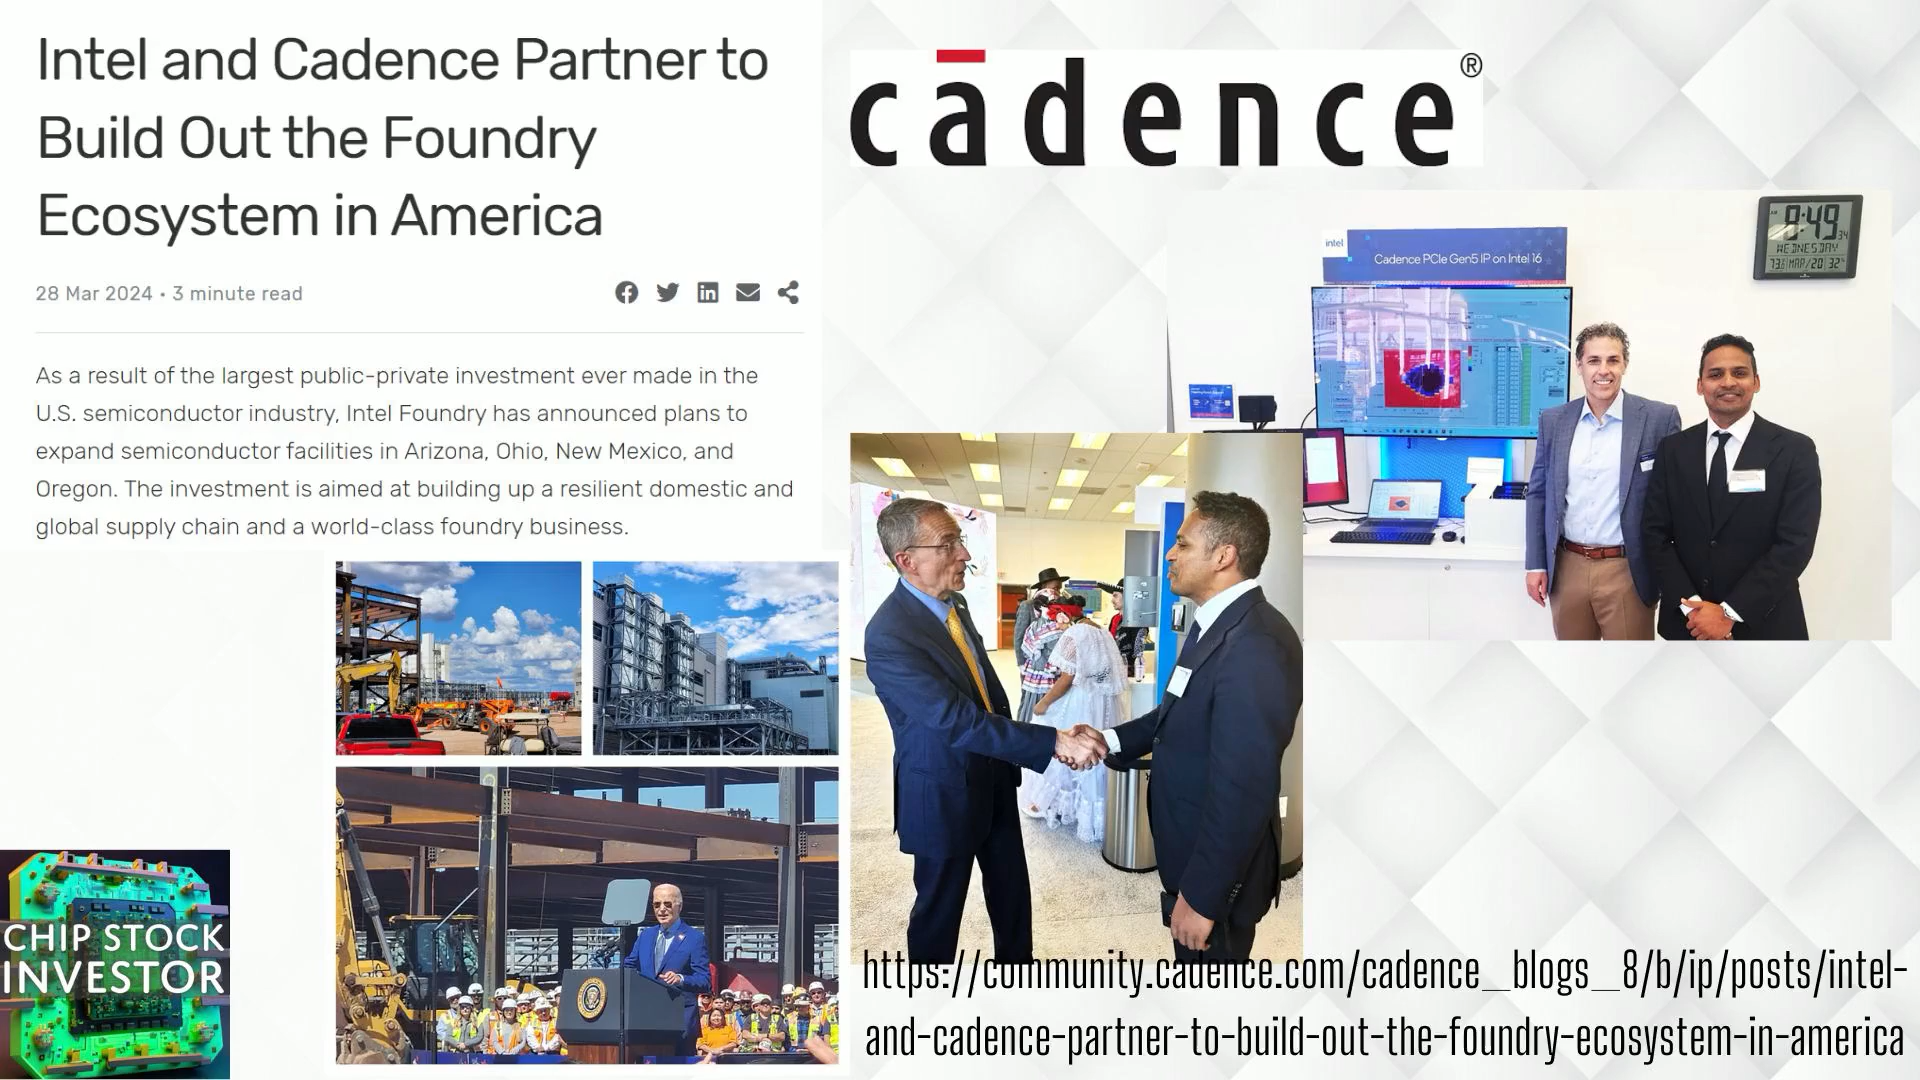 Intel and Cadence Partner to
Build Out the Foundry
Ecosystem in America
28 Mar 2024 • 3 minute read
As a result of the largest public-private investment ever made in the
U.S. semiconductor industry, Intel Foundry has announced plans to
expand semiconductor facilities in Arizona, Ohio, New Mexico, and
Oregon. The investment is aimed at building up a resilient domestic and
global supply chain and a world-class foundry business.
cadence®
intel
Cadence PCIe Gen5 IP on Intel 16
8:49 34
WEDNESDAY
MAR/20
CHIP STOCK
INVESTOR
https://community.cadence.com/cadence_blogs_8/b/ip/posts/intel-
and-cadence-partner-to-build-out-the-foundry-ecosystem-in-america